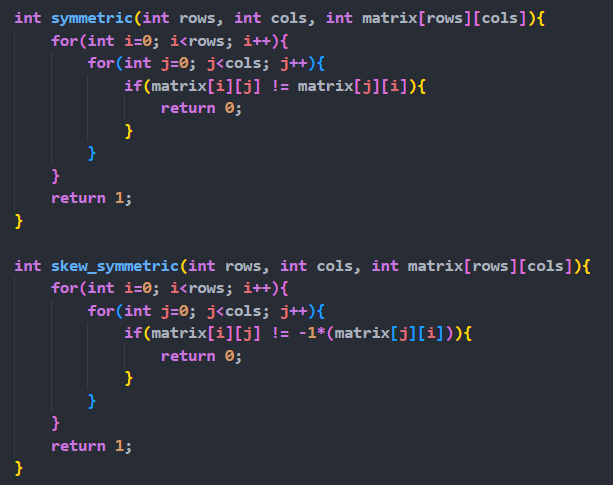 int symmetric(int rows, int cols, int matrix[rows][cols]){
    for(int i=0; i<rows; i++){
        for(int j=0; j<cols; j++){
            if(matrix[i][j] != matrix[j][i]){
                return 0;
            }
        }
    }
    return 1;
}

int skew_symmetric(int rows, int cols, int matrix[rows][cols]){
    for(int i=0; i<rows; i++){
        for(int j=0; j<cols; j++){
            if(matrix[i][j] != -1*(matrix[j][i])){
                return 0;
            }
        }
    }
    return 1;
}